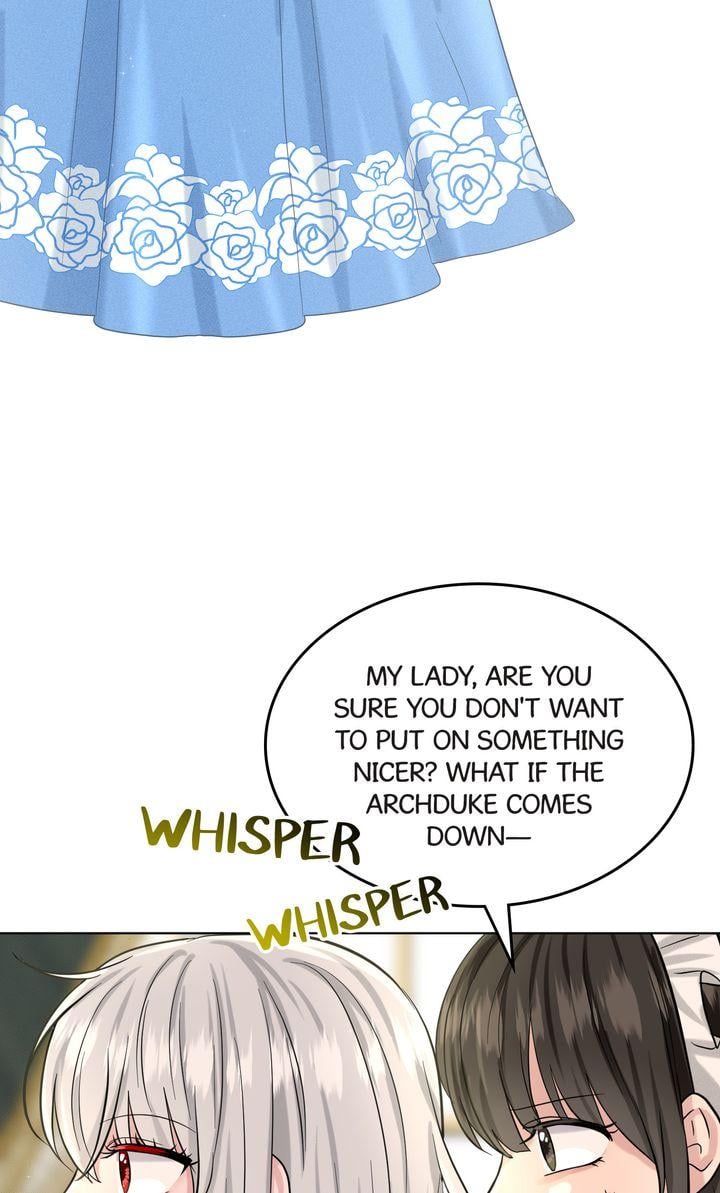 MY LADY, ARE YOU
SURE YOU DON'T WANT
TO PUT ON SOMETHING
NICER? WHAT IF THE
ARCHDUKE COMES
DOWN—
WHISPER
WHISPER